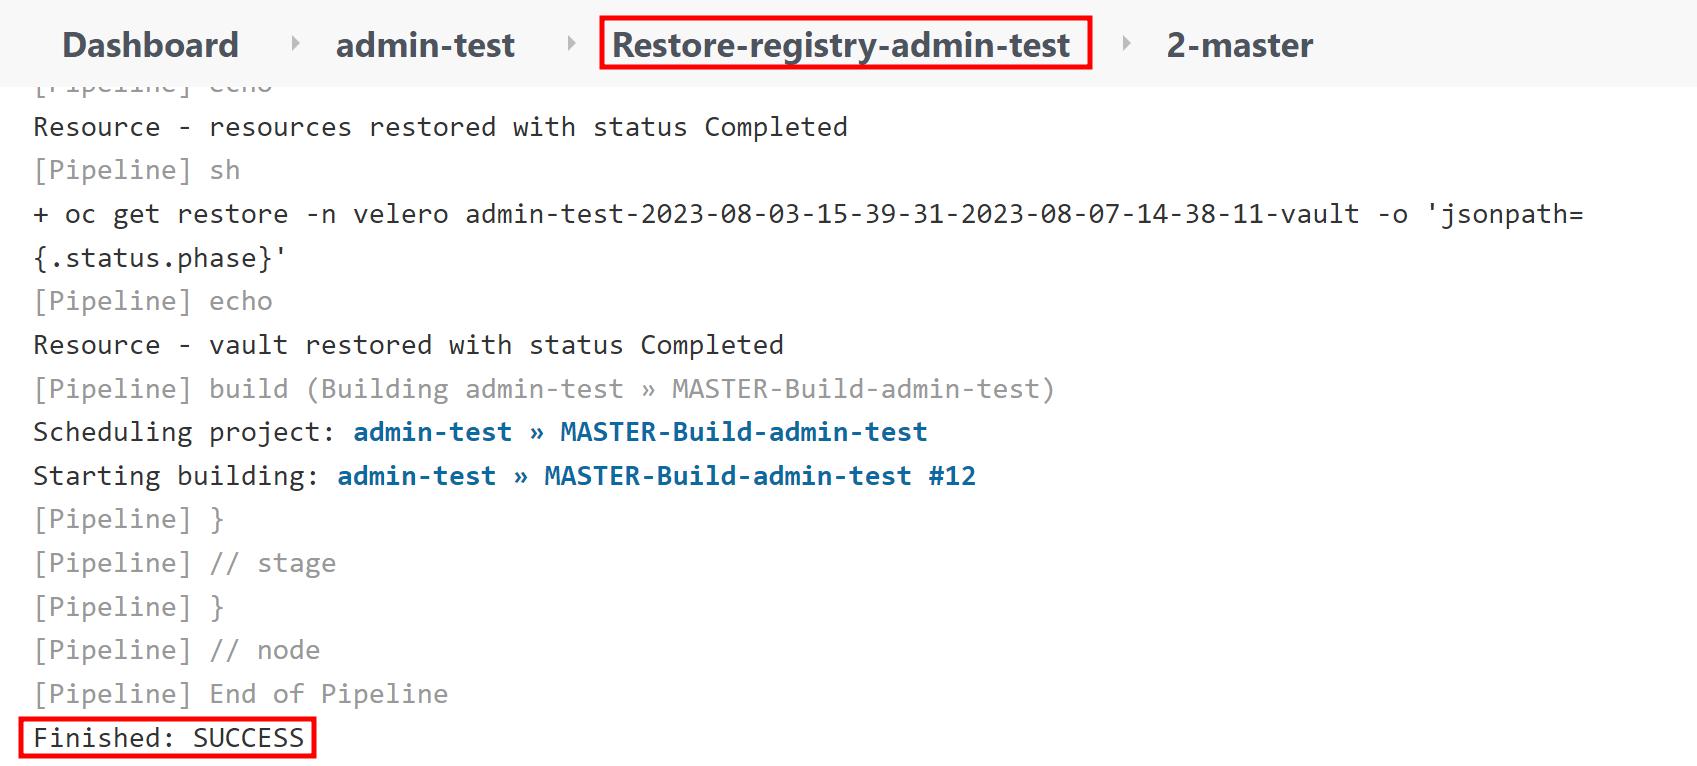 Dashboard admin-test Restore-registry-admin-test 2-master
[Pipeline] echo
Resource - resources restored with status Completed
[Pipeline] sh
+ oc get restore -n velero admin-test-2023-08-03-15-39-31-2023-08-07-14-38-11-vault -o 'jsonpath=
{.status.phase}'
[Pipeline] echo
Resource - vault restored with status Completed
[Pipeline] build (Building admin-test » MASTER-Build-admin-test)
Scheduling project: admin-test » MASTER-Build-admin-test
Starting building: admin-test » MASTER-Build-admin-test #12
[Pipeline] }
[Pipeline] // stage
[Pipeline] }
[Pipeline] // node
[Pipeline] End of Pipeline
Finished: SUCCESS